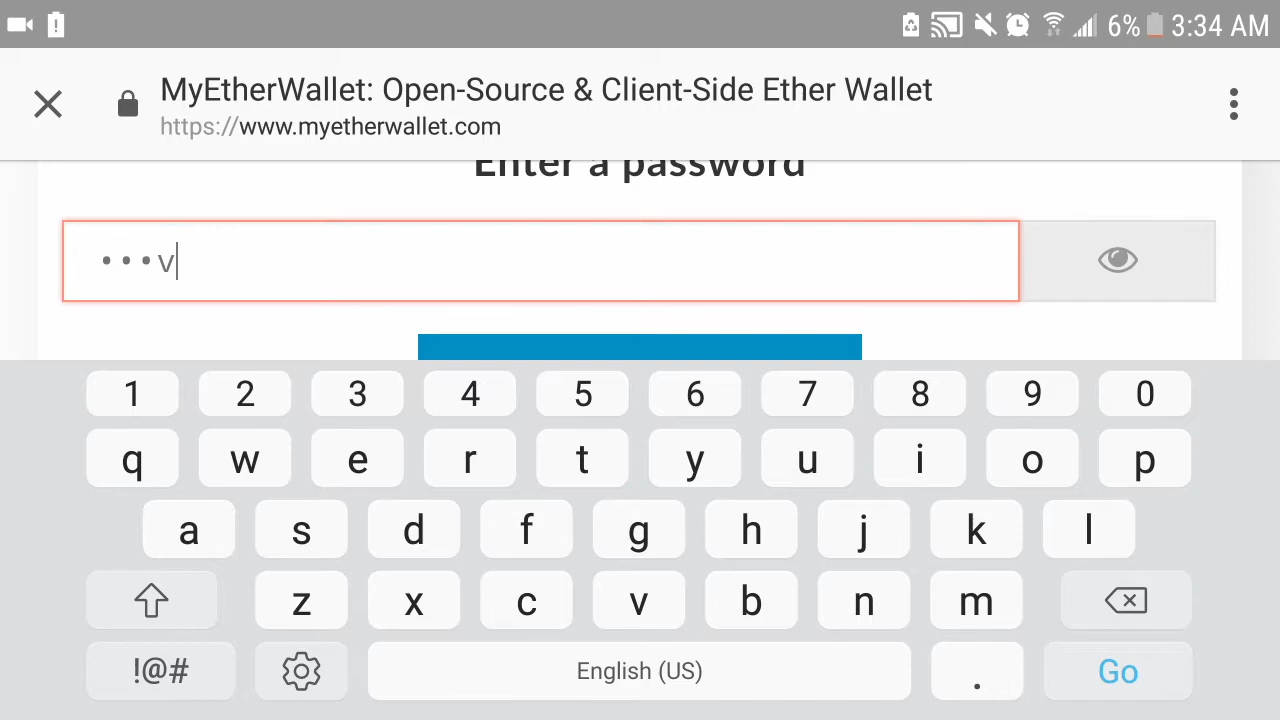 6% 3:34 AM
MyEtherWallet: Open-Source & Client-Side Ether Wallet
https://www.myetherwallet.com
Enter a password
•••v
1 2 3 4 5 6 7 8 9 0
q w e r t y u i o p
a s d f g h j k l
z x c v b n m
!@# English (US) . Go